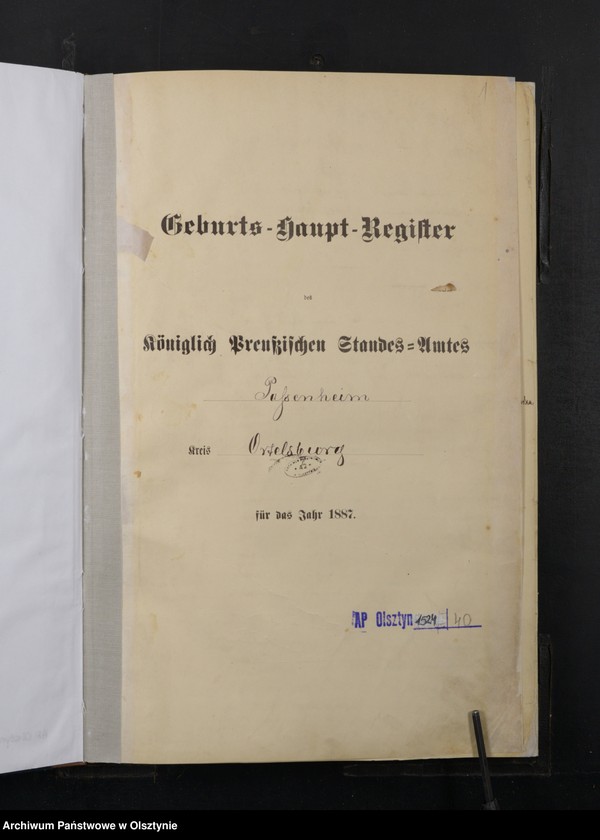 1
Geburts-Haupt-Register
des
Königlich Preußischen Standes-Amtes
Passenheim
Kreis Ortelsburg
für das Jahr 1887.
AP Olsztyn 1524 / 40
Archiwum Państwowe w Olsztynie